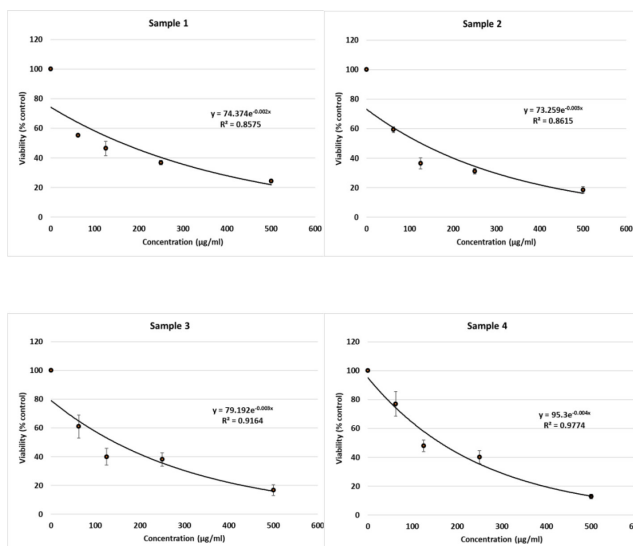 Sample 1
Viability (% control)
120
100
80
60
40
20
0
y = 74.374e-0.002x
R² = 0.8575
0 100 200 300 400 500 600
Concentration (µg/ml)
Sample 2
Viability (% control)
120
100
80
60
40
20
0
y = 73.259e-0.003x
R² = 0.8615
0 100 200 300 400 500 600
Concentration (µg/ml)
Sample 3
Viability (% control)
120
100
80
60
40
20
0
y = 79.192e-0.003x
R² = 0.9164
0 100 200 300 400 500 600
Concentration (µg/ml)
Sample 4
Viability (% control)
120
100
80
60
40
20
0
y = 95.3e-0.004x
R² = 0.9774
0 100 200 300 400 500 600
Concentration (µg/ml)